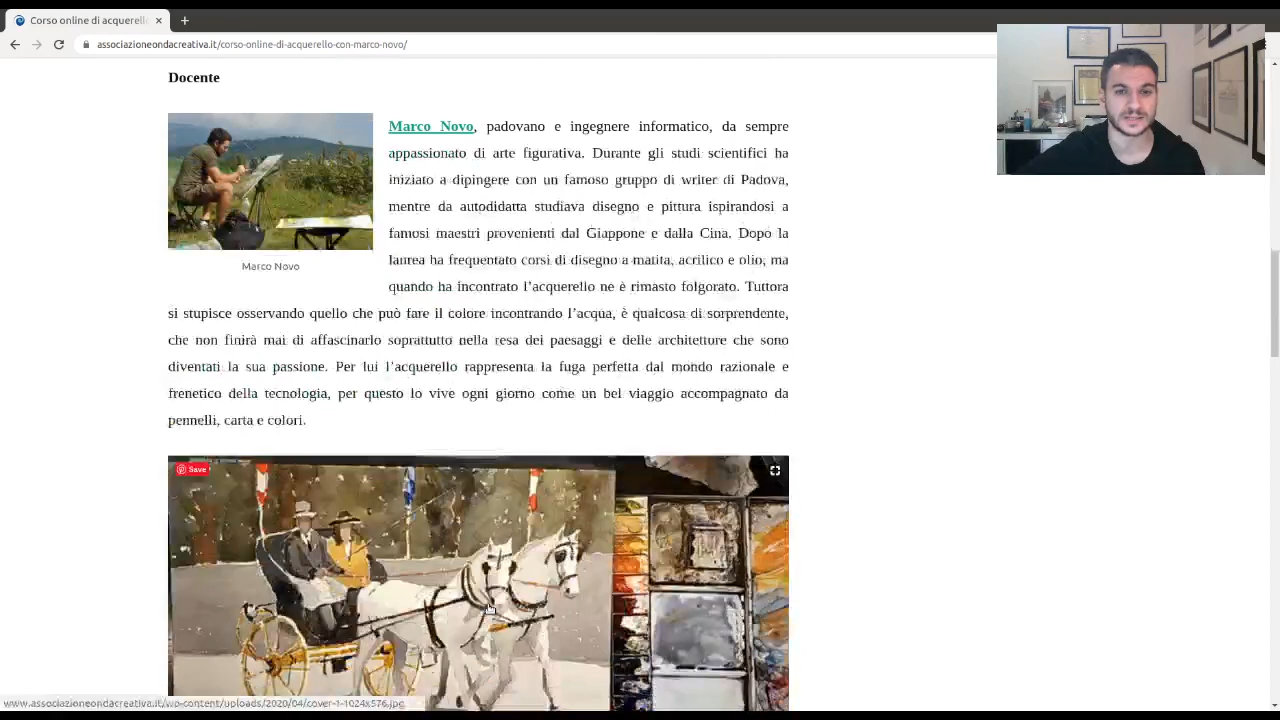 Corso online di acquerello
associazioneondacreativa.it/corso-online-di-acquerello-con-marco-novo/
Docente
Marco Novo, padovano e ingegnere informatico, da sempre
appassionato di arte figurativa. Durante gli studi scientifici ha
iniziato a dipingere con un famoso gruppo di writer di Padova,
mentre da autodidatta studiava disegno e pittura ispirandosi a
famosi maestri provenienti dal Giappone e dalla Cina. Dopo la
laurea ha frequentato corsi di disegno a matita, acrilico e olio, ma
Marco Novo
quando ha incontrato l’acquerello ne è rimasto folgorato. Tuttora
si stupisce osservando quello che può fare il colore incontrando l’acqua, è qualcosa di sorprendente,
che non finirà mai di affascinarlo soprattutto nella resa dei paesaggi e delle architetture che sono
diventati la sua passione. Per lui l’acquerello rappresenta la fuga perfetta dal mondo razionale e
frenetico della tecnologia, per questo lo vive ogni giorno come un bel viaggio accompagnato da
pennelli, carta e colori.
Save
www.associazioneondacreativa.it/wp-content/uploads/2020/04/cover-1-1024x576.jpg